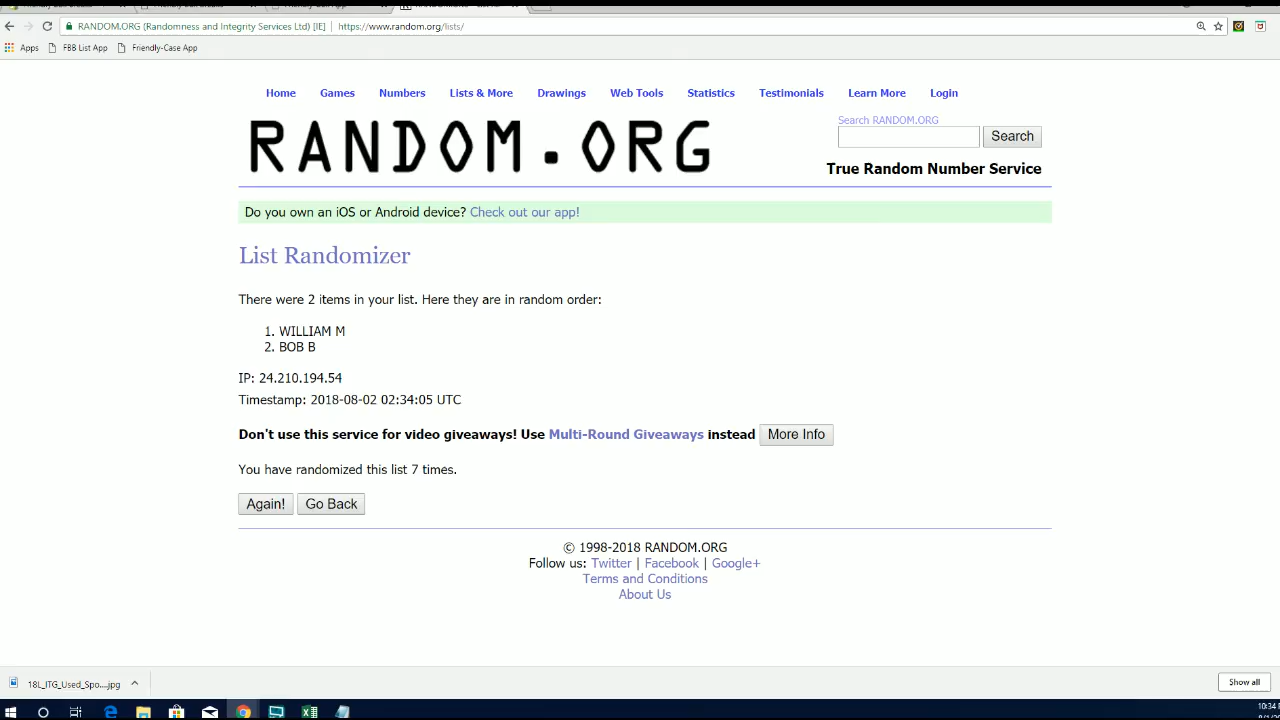 RANDOM.ORG (Randomness and Integrity Services Ltd) [IE] | https://www.random.org/lists/
Apps FBB List App Friendly-Case App
Home Games Numbers Lists & More Drawings Web Tools Statistics Testimonials Learn More Login
Search RANDOM.ORG
RANDOM.ORG
Search
True Random Number Service
Do you own an iOS or Android device? Check out our app!
List Randomizer
There were 2 items in your list. Here they are in random order:
1. WILLIAM M
2. BOB B
IP: 24.210.194.54
Timestamp: 2018-08-02 02:34:05 UTC
Don't use this service for video giveaways! Use Multi-Round Giveaways instead More Info
You have randomized this list 7 times.
Again! Go Back
© 1998-2018 RANDOM.ORG
Follow us: Twitter | Facebook | Google+
Terms and Conditions
About Us
18L_ITG_Used_Spo....jpg
Show all
10:34